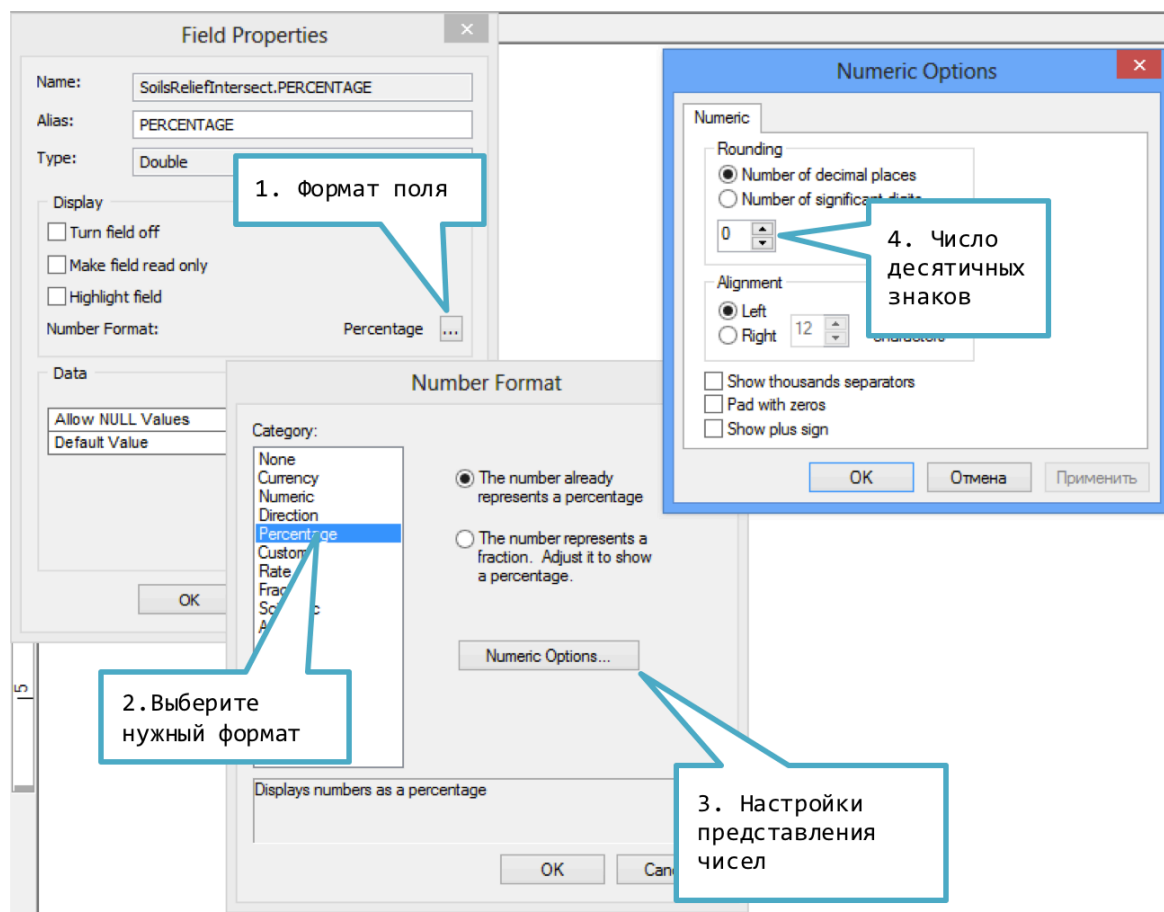 Field Properties
Name:
SoilsReliefIntersect.PERCENTAGE
Alias:
PERCENTAGE
Type:
Double
1. Формат поля
Display
Turn field off
Make field read only
Highlight field
Number Format:
Percentage
...
Data
Allow NULL Values
Default Value
OK
Numeric Options
Numeric
Rounding
Number of decimal places
Number of significant digits
0
4. Число
десятичных
знаков
Alignment
Left
Right
12
characters
Show thousands separators
Pad with zeros
Show plus sign
OK
Отмена
Применить
Number Format
Category:
None
Currency
Numeric
Direction
Percentage
Custom
Rate
The number already
represents a percentage
The number represents a
fraction. Adjust it to show
a percentage.
Numeric Options...
2.Выберите
нужный формат
Displays numbers as a percentage
3. Настройки
представления
чисел
OK
5